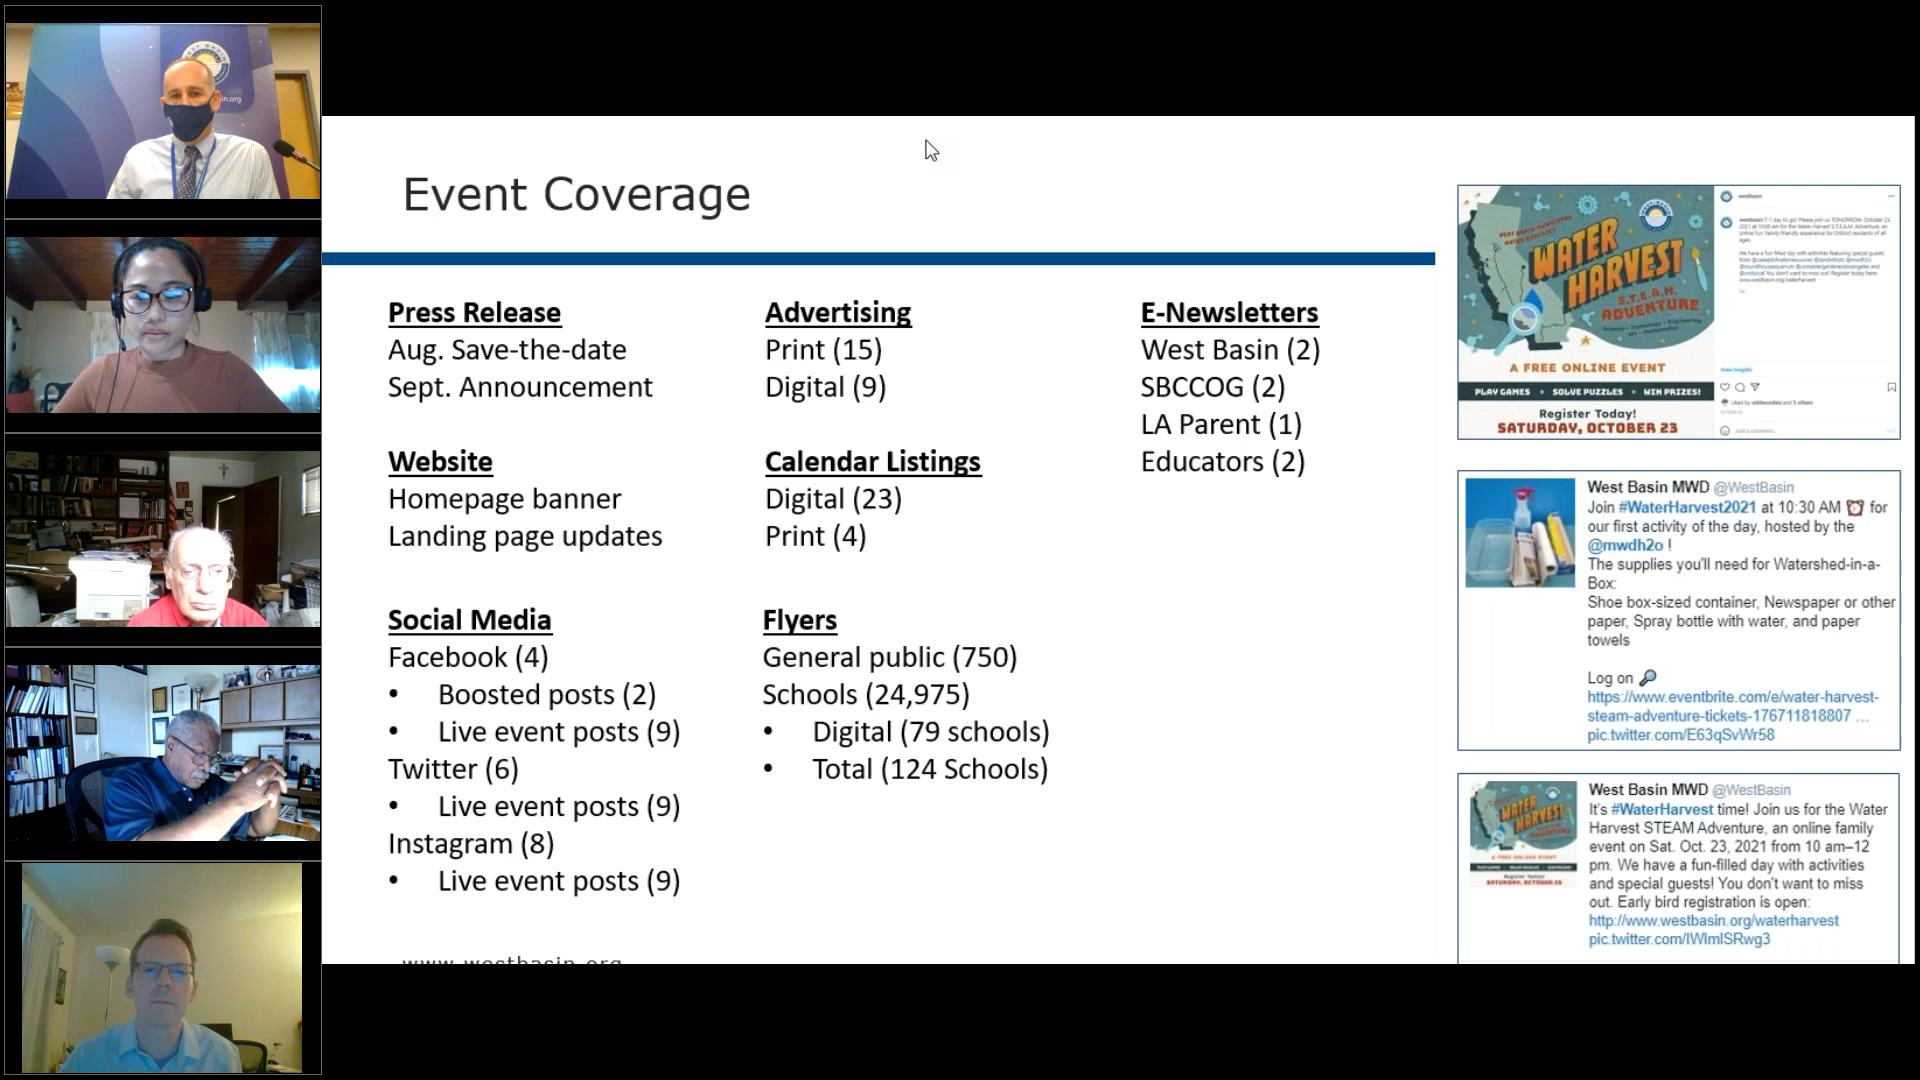 Event Coverage
Press Release
Aug. Save-the-date
Sept. Announcement
Website
Homepage banner
Landing page updates
Social Media
Facebook (4)
• Boosted posts (2)
• Live event posts (9)
Twitter (6)
• Live event posts (9)
Instagram (8)
• Live event posts (9)
Advertising
Print (15)
Digital (9)
Calendar Listings
Digital (23)
Print (4)
Flyers
General public (750)
Schools (24,975)
• Digital (79 schools)
• Total (124 Schools)
E-Newsletters
West Basin (2)
SBCCOG (2)
LA Parent (1)
Educators (2)
www.westbasin.org
WATER
HARVEST
S.T.E.A.M.
ADVENTURE
A FREE ONLINE EVENT
PLAY GAMES • SOLVE PUZZLES • WIN PRIZES!
Register Today!
SATURDAY, OCTOBER 23
westbasin
View Insights
West Basin MWD @WestBasin
Join #WaterHarvest2021 at 10:30 AM ⏰ for
our first activity of the day, hosted by the
@mwdh2o !
The supplies you'll need for Watershed-in-a-
Box:
Shoe box-sized container, Newspaper or other
paper, Spray bottle with water, and paper
towels
Log on 🔎
https://www.eventbrite.com/e/water-harvest-
steam-adventure-tickets-176711818807 …
pic.twitter.com/E63qSvWr58
West Basin MWD @WestBasin
It's #WaterHarvest time! Join us for the Water
Harvest STEAM Adventure, an online family
event on Sat. Oct. 23, 2021 from 10 am–12
pm. We have a fun-filled day with activities
and special guests! You don't want to miss
out. Early bird registration is open:
http://www.westbasin.org/waterharvest
pic.twitter.com/IWImISRwg3
WATER
HARVEST